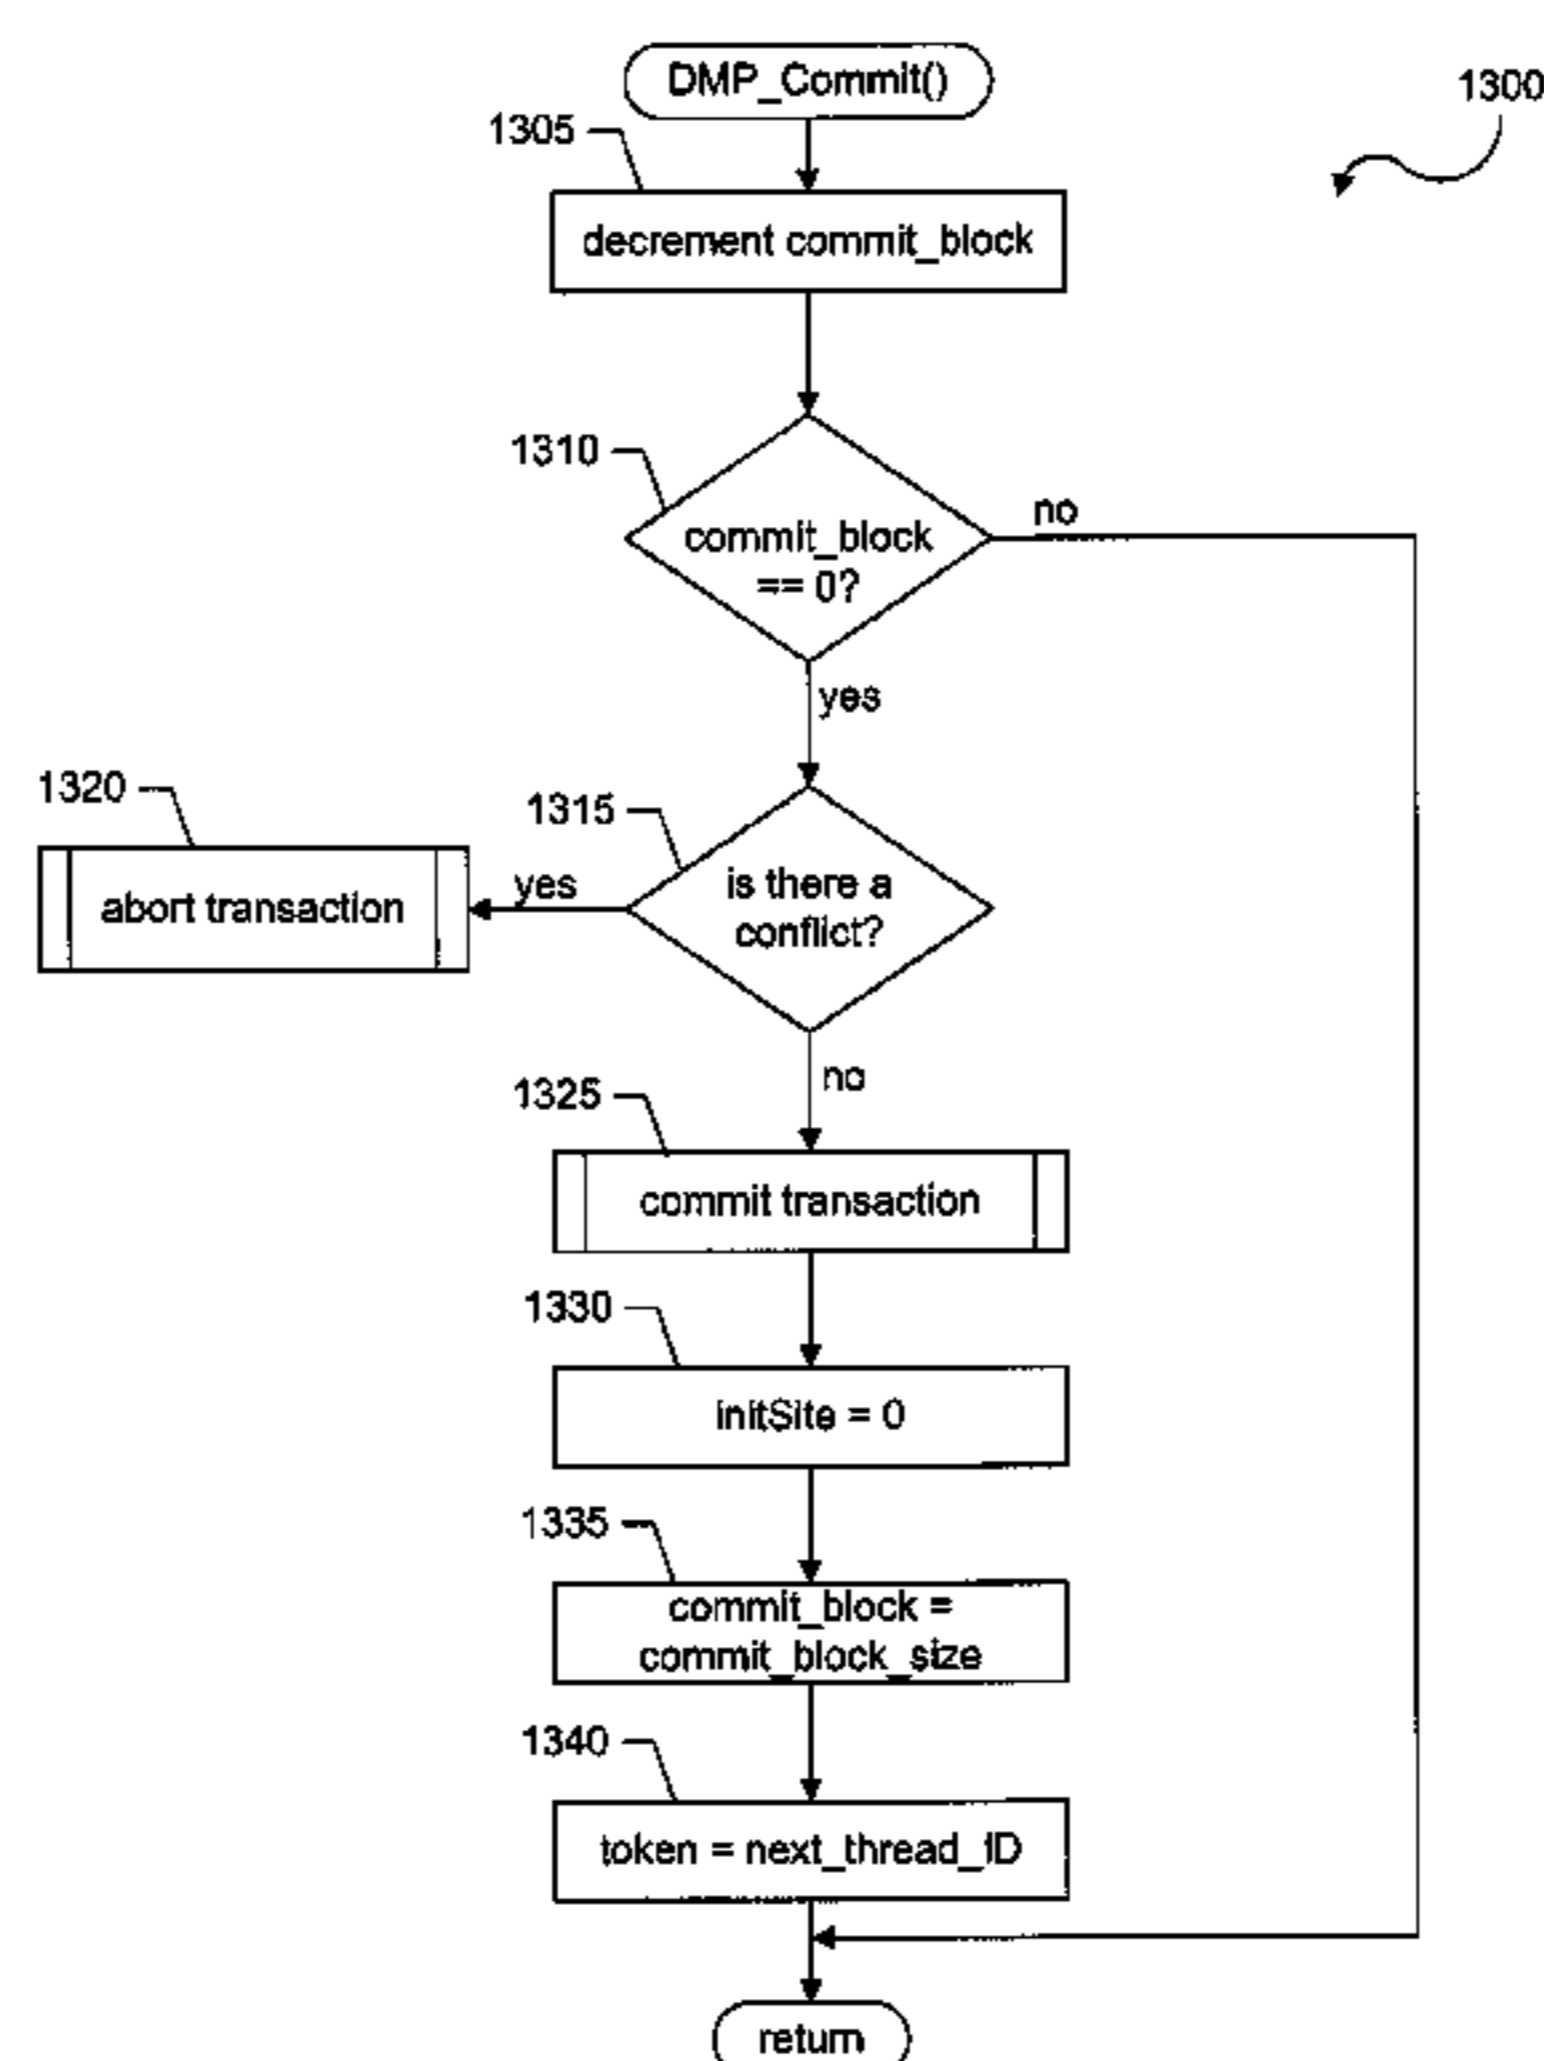 DMP_Commit()
1300
1305
decrement commit_block
1310
commit_block
== 0?
no
yes
1320
1315
abort transaction
yes
is there a
conflict?
no
1325
commit transaction
1330
initSite = 0
1335
commit_block =
commit_block_size
1340
token = next_thread_ID
return